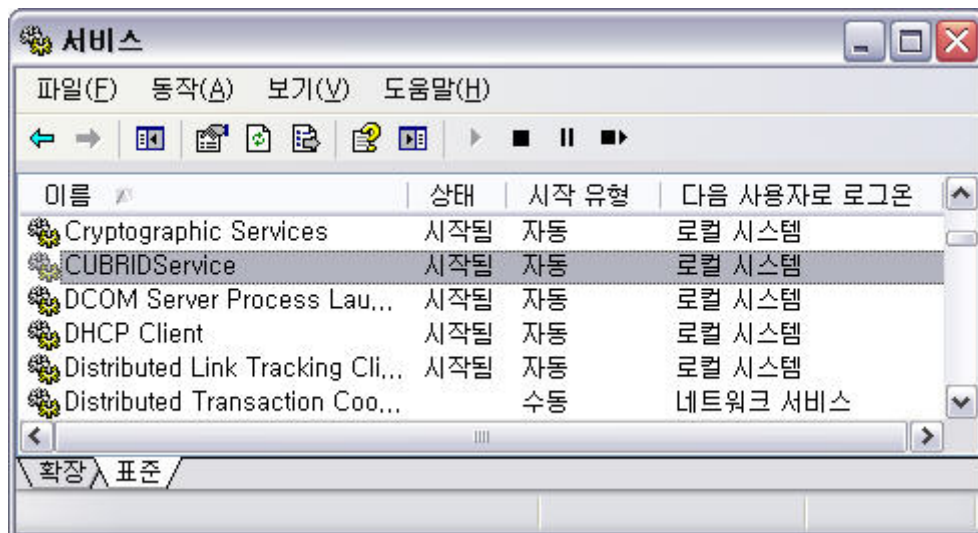 서비스
파일(F) 동작(A) 보기(V) 도움말(H)
이름 상태 시작 유형 다음 사용자로 로그온
Cryptographic Services 시작됨 자동 로컬 시스템
CUBRIDService 시작됨 자동 로컬 시스템
DCOM Server Process Lau... 시작됨 자동 로컬 시스템
DHCP Client 시작됨 자동 로컬 시스템
Distributed Link Tracking Cli... 시작됨 자동 로컬 시스템
Distributed Transaction Coo... 수동 네트워크 서비스
확장 표준